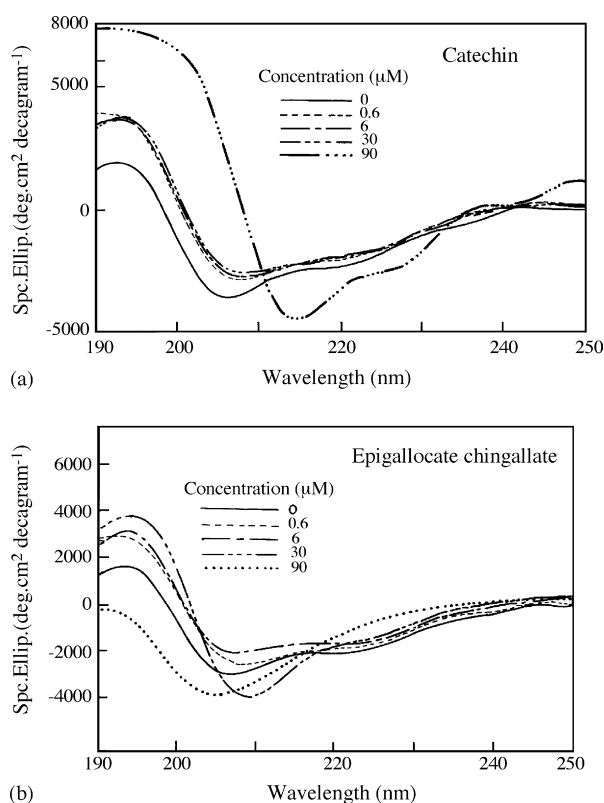 8000
Catechin
Concentration (µM)
0
0.6
6
30
90
5000
0
-5000
Spc.Ellip.(deg.cm² decagram⁻¹)
190 200 210 220 230 240 250
Wavelength (nm)
(a)
Epigallocate chingallate
Concentration (µM)
0
0.6
6
30
90
6000
4000
2000
0
-2000
-4000
Spc.Ellip.(deg.cm² decagram⁻¹)
190 200 210 220 230 240 250
Wavelength (nm)
(b)